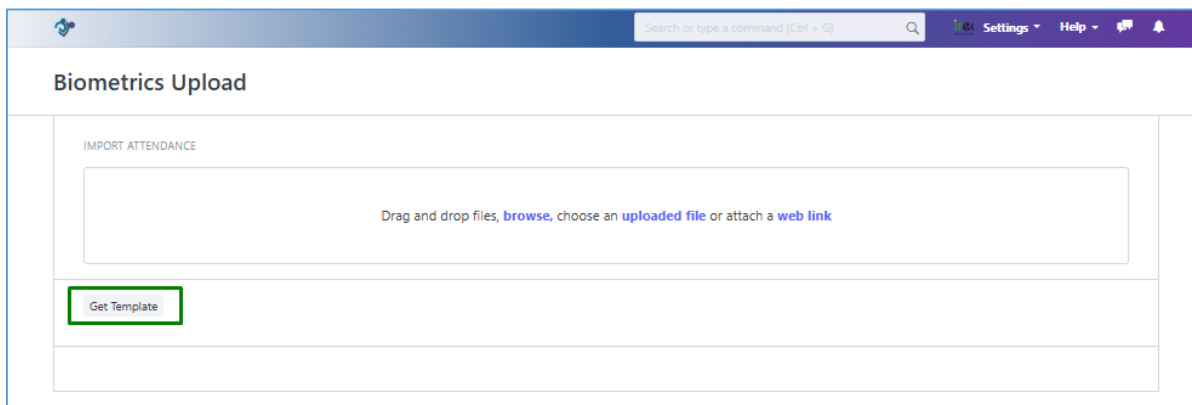 Search or type a command (Ctrl + G)
Settings
Help
Biometrics Upload
IMPORT ATTENDANCE
Drag and drop files, browse, choose an uploaded file or attach a web link
Get Template